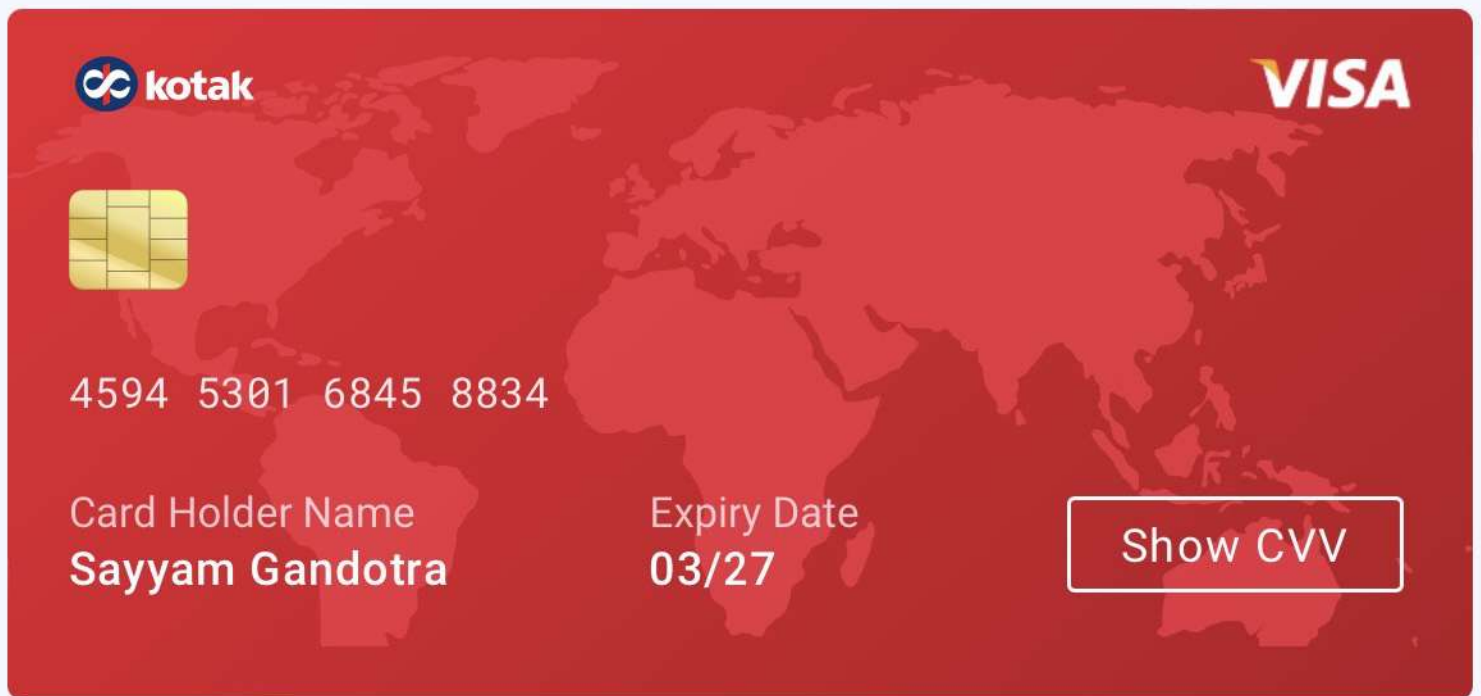 kotak
VISA
4594 5301 6845 8834
Card Holder Name
Expiry Date
Sayyam Gandotra
03/27
Show CVV